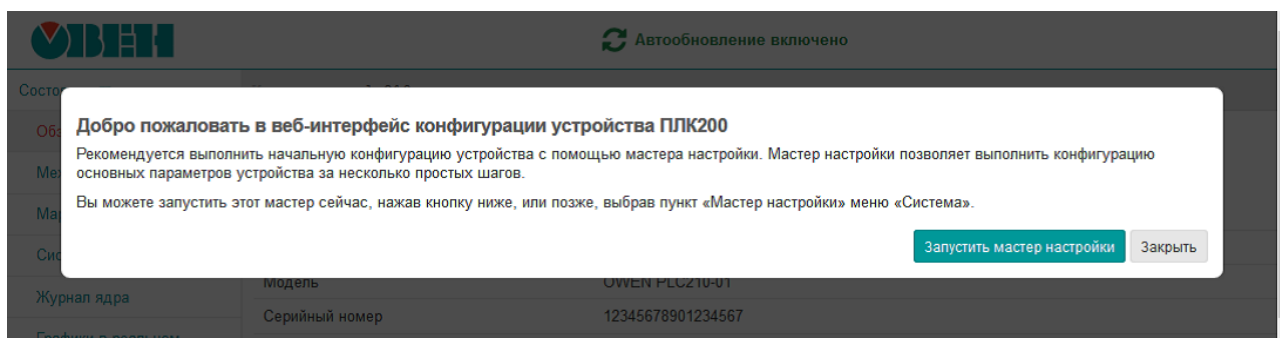 ОВЕН
Автообновление включено
Добро пожаловать в веб-интерфейс конфигурации устройства ПЛК200
Рекомендуется выполнить начальную конфигурацию устройства с помощью мастера настройки. Мастер настройки позволяет выполнить конфигурацию
основных параметров устройства за несколько простых шагов.
Вы можете запустить этот мастер сейчас, нажав кнопку ниже, или позже, выбрав пункт «Мастер настройки» меню «Система».
Запустить мастер настройки Закрыть
Модель OWEN PLC210-01
Журнал ядра
Серийный номер 12345678901234567